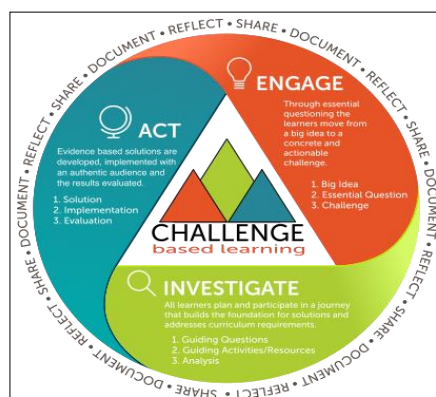 SHARE • DOCUMENT • REFLECT • SHARE • DOCUMENT • REFLECT • SHARE • DOCUMENT • REFLECT • SHARE • DOCUMENT • REFLECT • SHARE • DOCUMENT • REFLECT •
ENGAGE
Through essential
questioning the
learners move from
a big idea to a
concrete and
actionable
challenge.
1. Big Idea
2. Essential Question
3. Challenge
ACT
Evidence based solutions are
developed, implemented with
an authentic audience and
the results evaluated.
1. Solution
2. Implementation
3. Evaluation
CHALLENGE
based learning
INVESTIGATE
All learners plan and participate in a journey
that builds the foundation for solutions and
addresses curriculum requirements.
1. Guiding Questions
2. Guiding Activities/Resources
3. Analysis